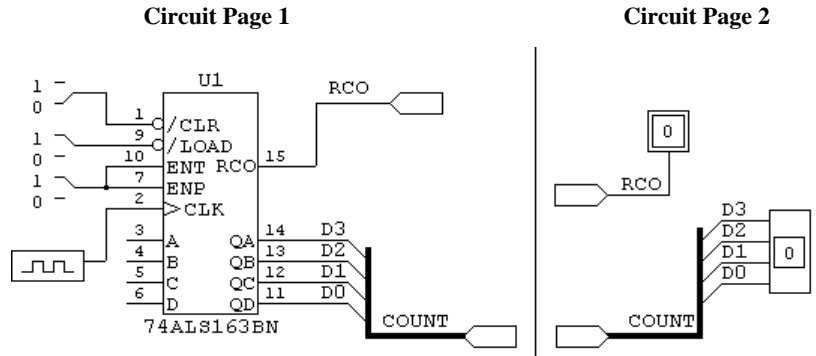 Circuit Page 1
Circuit Page 2
U1
RCO
1
0
1
/CLR
9
/LOAD
1
0
10
ENT
RCO
15
7
ENP
1
0
2
CLK
3
A
QA
14
D3
4
B
QB
13
D2
5
C
QC
12
D1
6
D
QD
11
D0
74ALS163BN
COUNT
0
RCO
D3
D2
D1
D0
0
COUNT